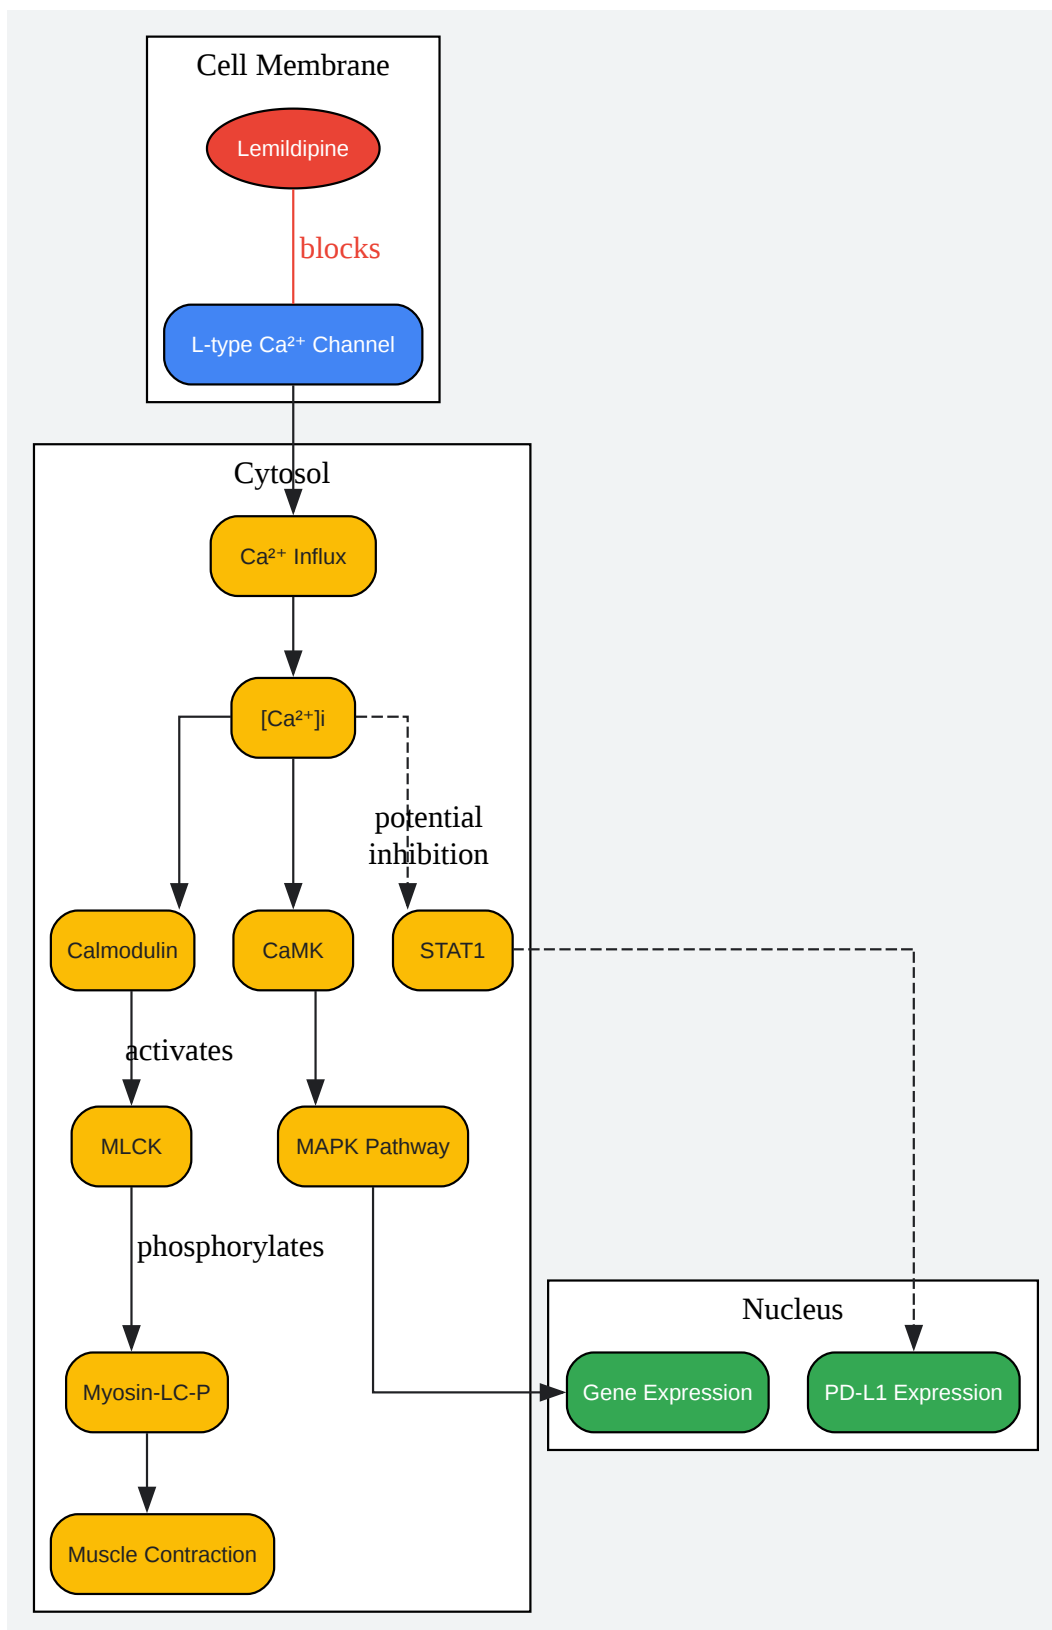 Cell Membrane
Lemildipine
blocks
L-type Ca²⁺ Channel
Cytosol
Ca²⁺ Influx
[Ca²⁺]i
potential
inhibition
Calmodulin
CaMK
STAT1
activates
MLCK
MAPK Pathway
phosphorylates
Nucleus
Myosin-LC-P
Gene Expression
PD-L1 Expression
Muscle Contraction